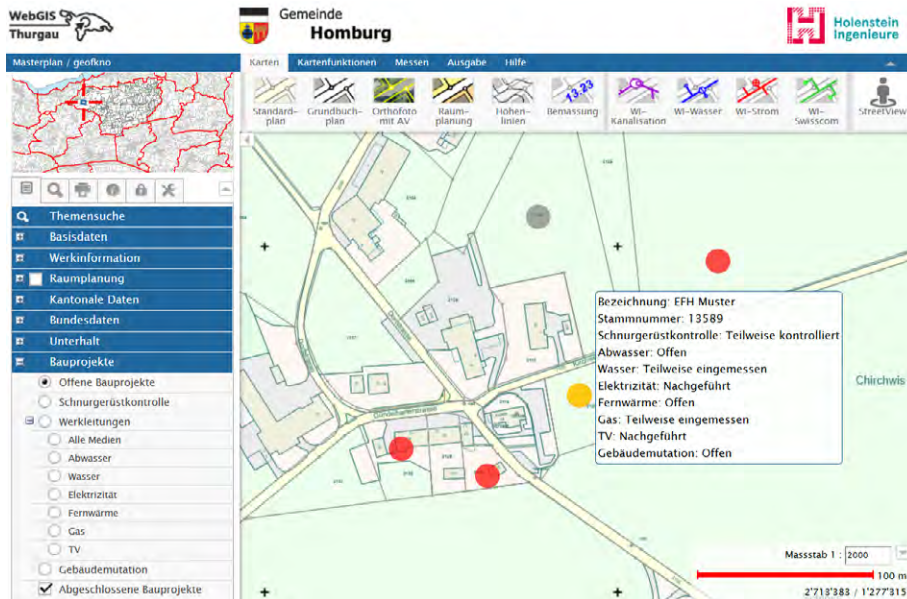 WebGIS
Thurgau
Gemeinde
Homburg
Holenstein
Ingenieure
Masterplan / geofkno
Karten
Kartenfunktionen
Messen
Ausgabe
Hilfe
Standard-
plan
Grundbuch-
plan
Orthofoto
mit AV
Raum-
planung
Höhen-
linien
13.23
Bemassung
WI-
Kanalisation
WI-Wasser
WI-Strom
WI-
Swisscom
StreetView
Themensuche
Basisdaten
Werkinformation
Raumplanung
Kantonale Daten
Bundesdaten
Unterhalt
Bauprojekte
Offene Bauprojekte
Schnurgerüstkontrolle
Werkleitungen
Alle Medien
Abwasser
Wasser
Elektrizität
Fernwärme
Gas
TV
Gebäudemutation
Abgeschlossene Bauprojekte
Bezeichnung: EFH Muster
Stammnummer: 13589
Schnurgerüstkontrolle: Teilweise kontrolliert
Abwasser: Offen
Wasser: Teilweise eingemessen
Elektrizität: Nachgeführt
Fernwärme: Offen
Gas: Teilweise eingemessen
TV: Nachgeführt
Gebäudemutation: Offen
Chirchwis
Massstab 1 : 2000
100 m
2'713'383 / 1'277'315